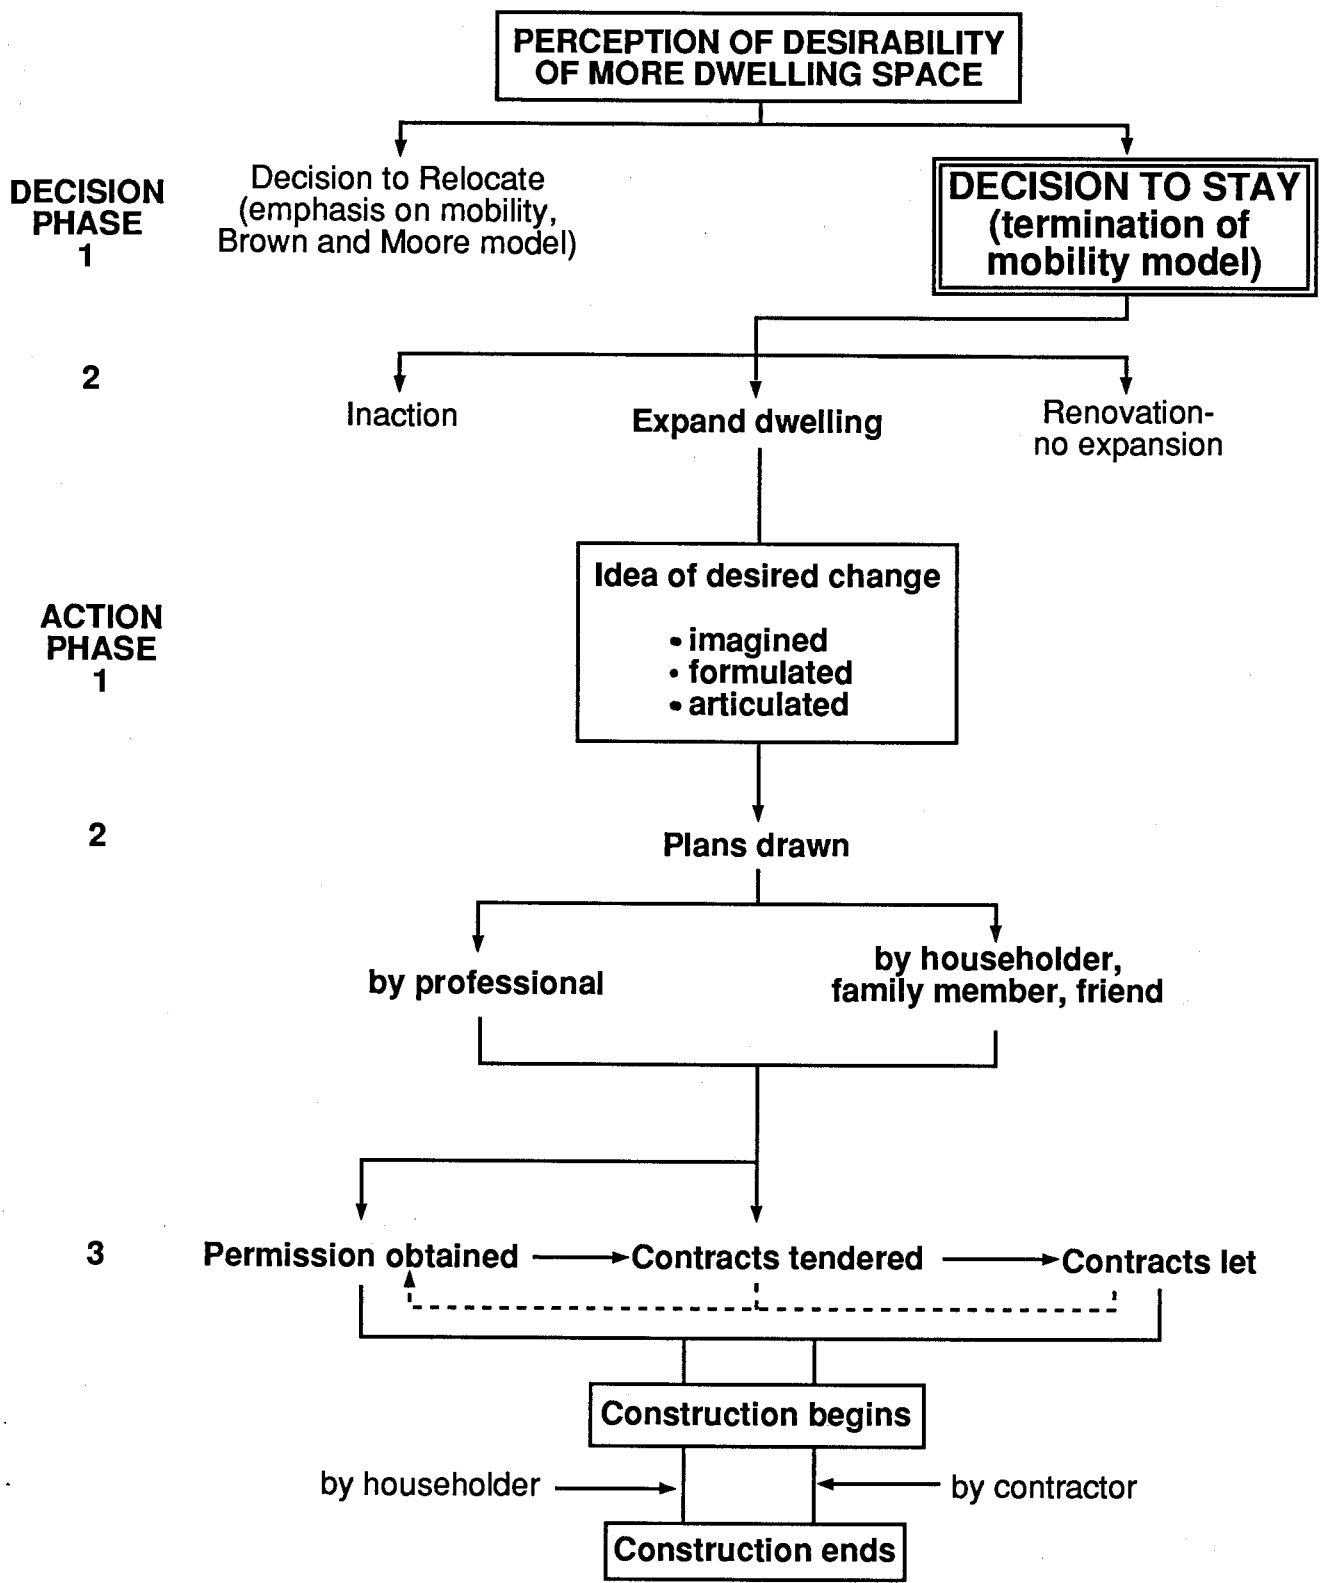 PERCEPTION OF DESIRABILITY
OF MORE DWELLING SPACE
DECISION
PHASE
1
Decision to Relocate
(emphasis on mobility,
Brown and Moore model)
DECISION TO STAY
(termination of
mobility model)
2
Inaction
Expand dwelling
Renovation-
no expansion
ACTION
PHASE
1
Idea of desired change
• imagined
• formulated
• articulated
2
Plans drawn
by professional
by householder,
family member, friend
3
Permission obtained
Contracts tendered
Contracts let
Construction begins
by householder
by contractor
Construction ends